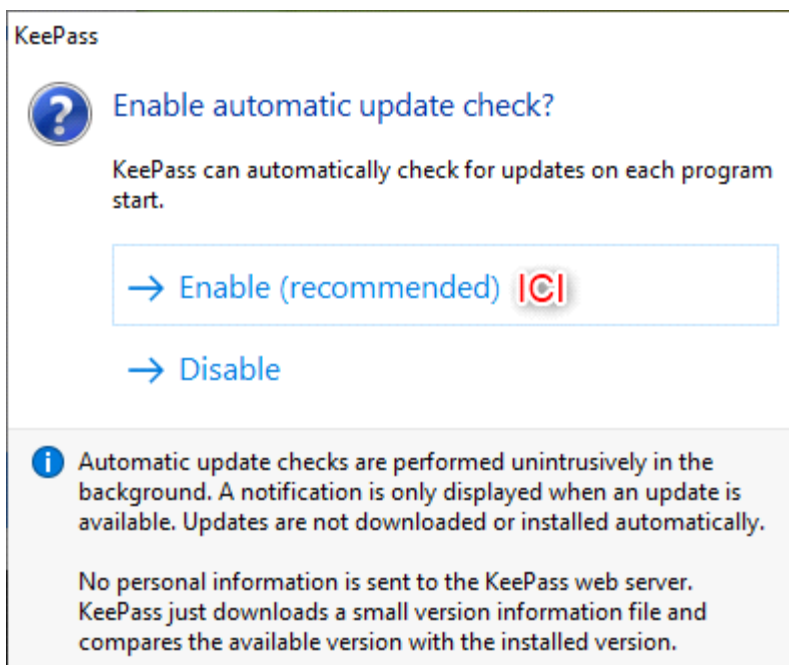 KeePass
Enable automatic update check?
KeePass can automatically check for updates on each program
start.
→ Enable (recommended) ICI
→ Disable
Automatic update checks are performed unintrusively in the
background. A notification is only displayed when an update is
available. Updates are not downloaded or installed automatically.
No personal information is sent to the KeePass web server.
KeePass just downloads a small version information file and
compares the available version with the installed version.